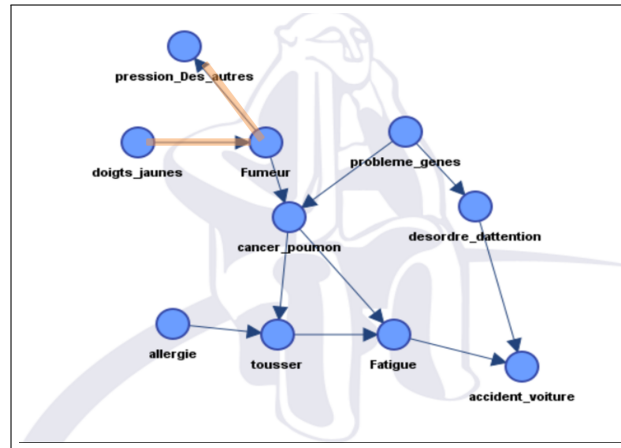 pression_Des_autres
doigts_jaunes
Fumeur
probleme_genes
cancer_poumon
desordre_dattention
allergie
tousser
Fatigue
accident_voiture